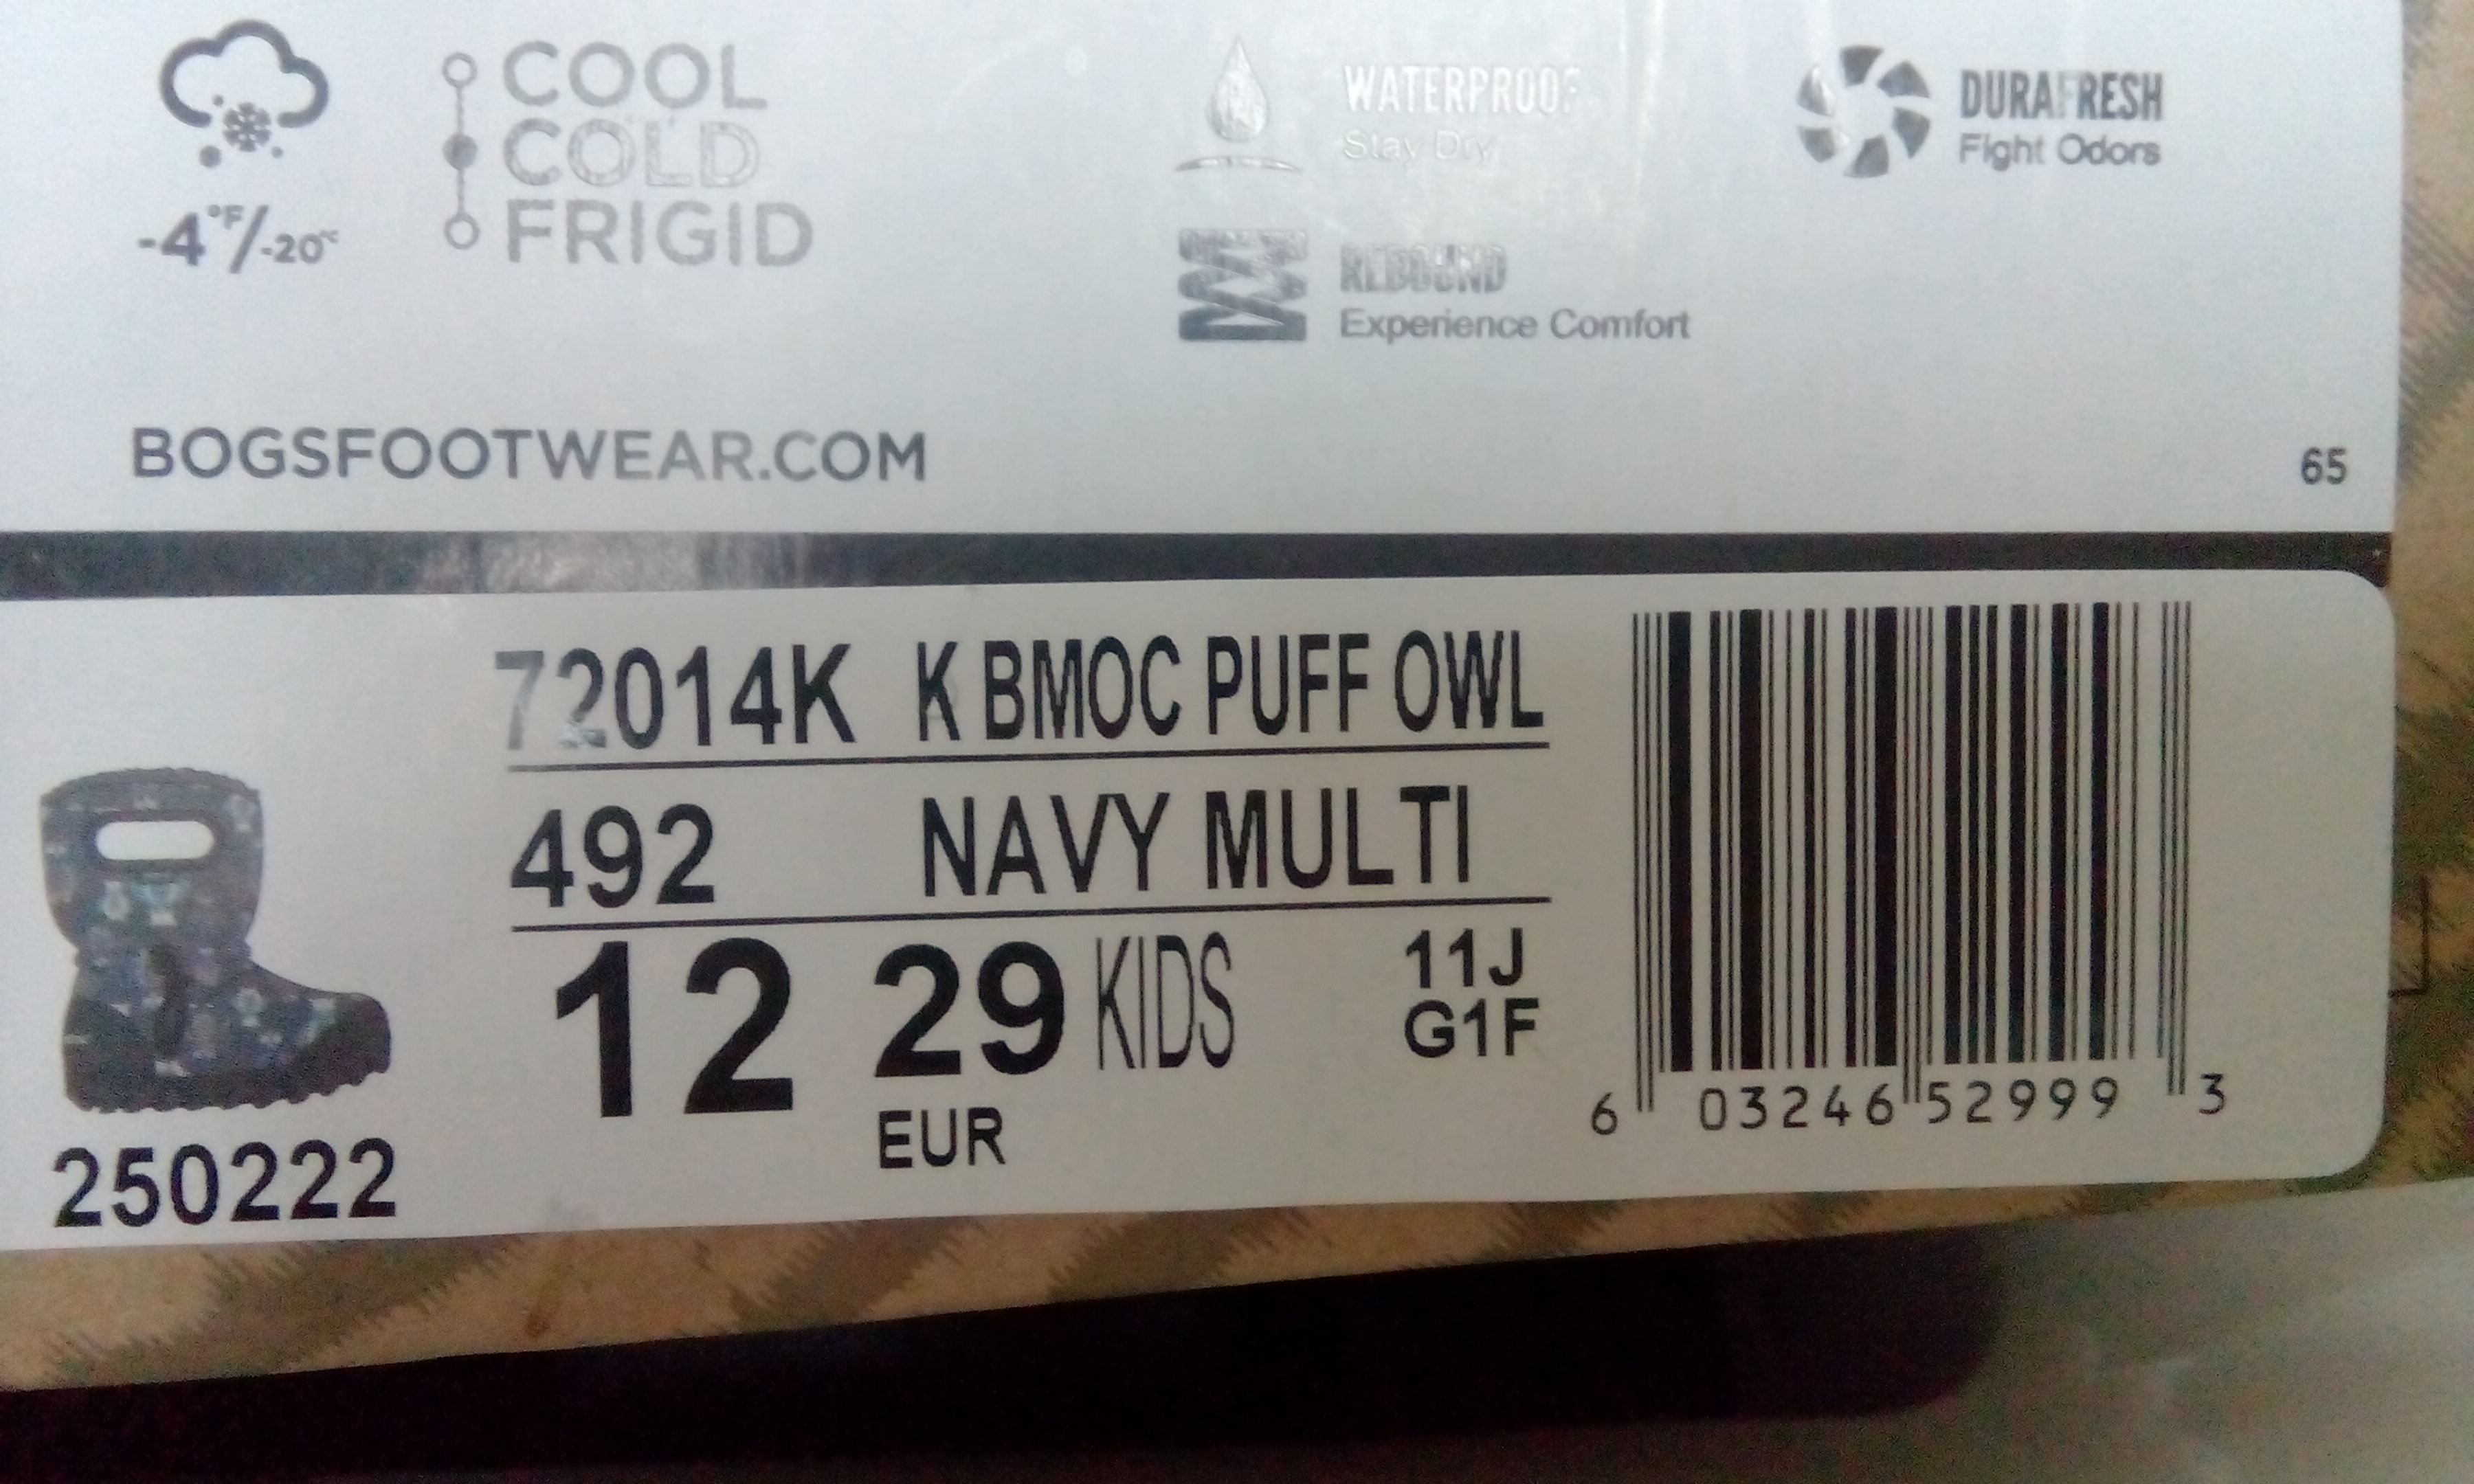 COOL
COLD
FRIGID
-4°F/-20°C
WATERPROOF
Stay Dry
DURAFRESH
Fight Odors
REBOUND
Experience Comfort
BOGSFOOTWEAR.COM
65
72014K K BMOC PUFF OWL
492 NAVY MULTI
12 29 KIDS 11J
G1F
EUR
250222
6 03246 52999 3